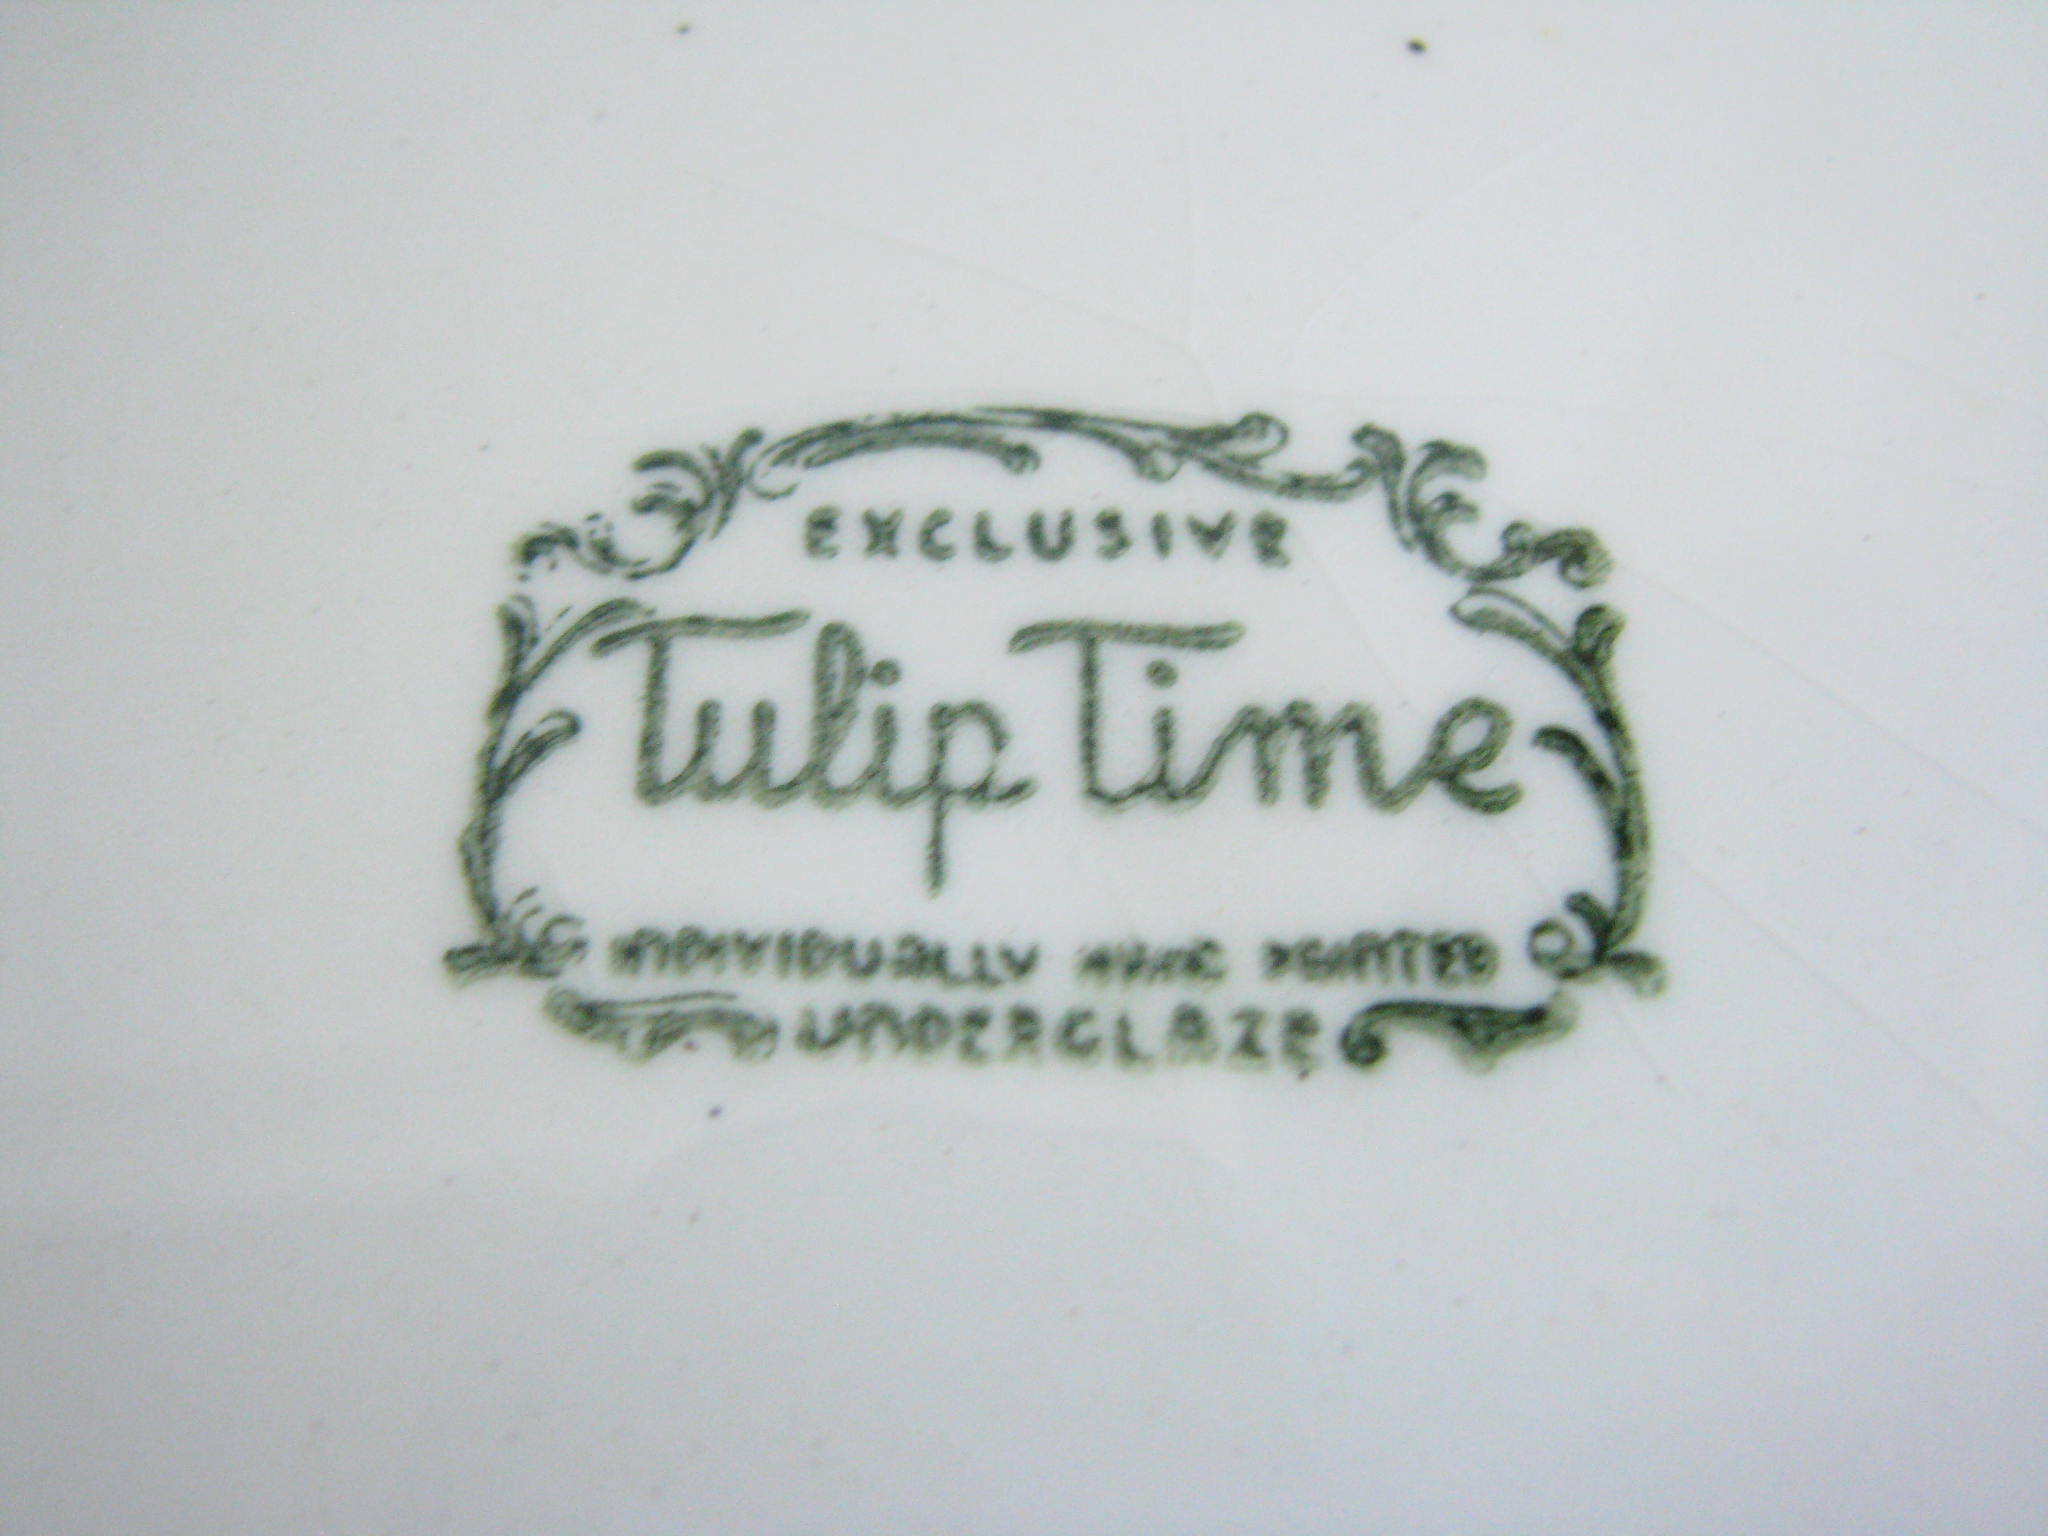 EXCLUSIVE
Tulip Time
INDIVIDUALLY HAND PAINTED
UNDERGLAZE